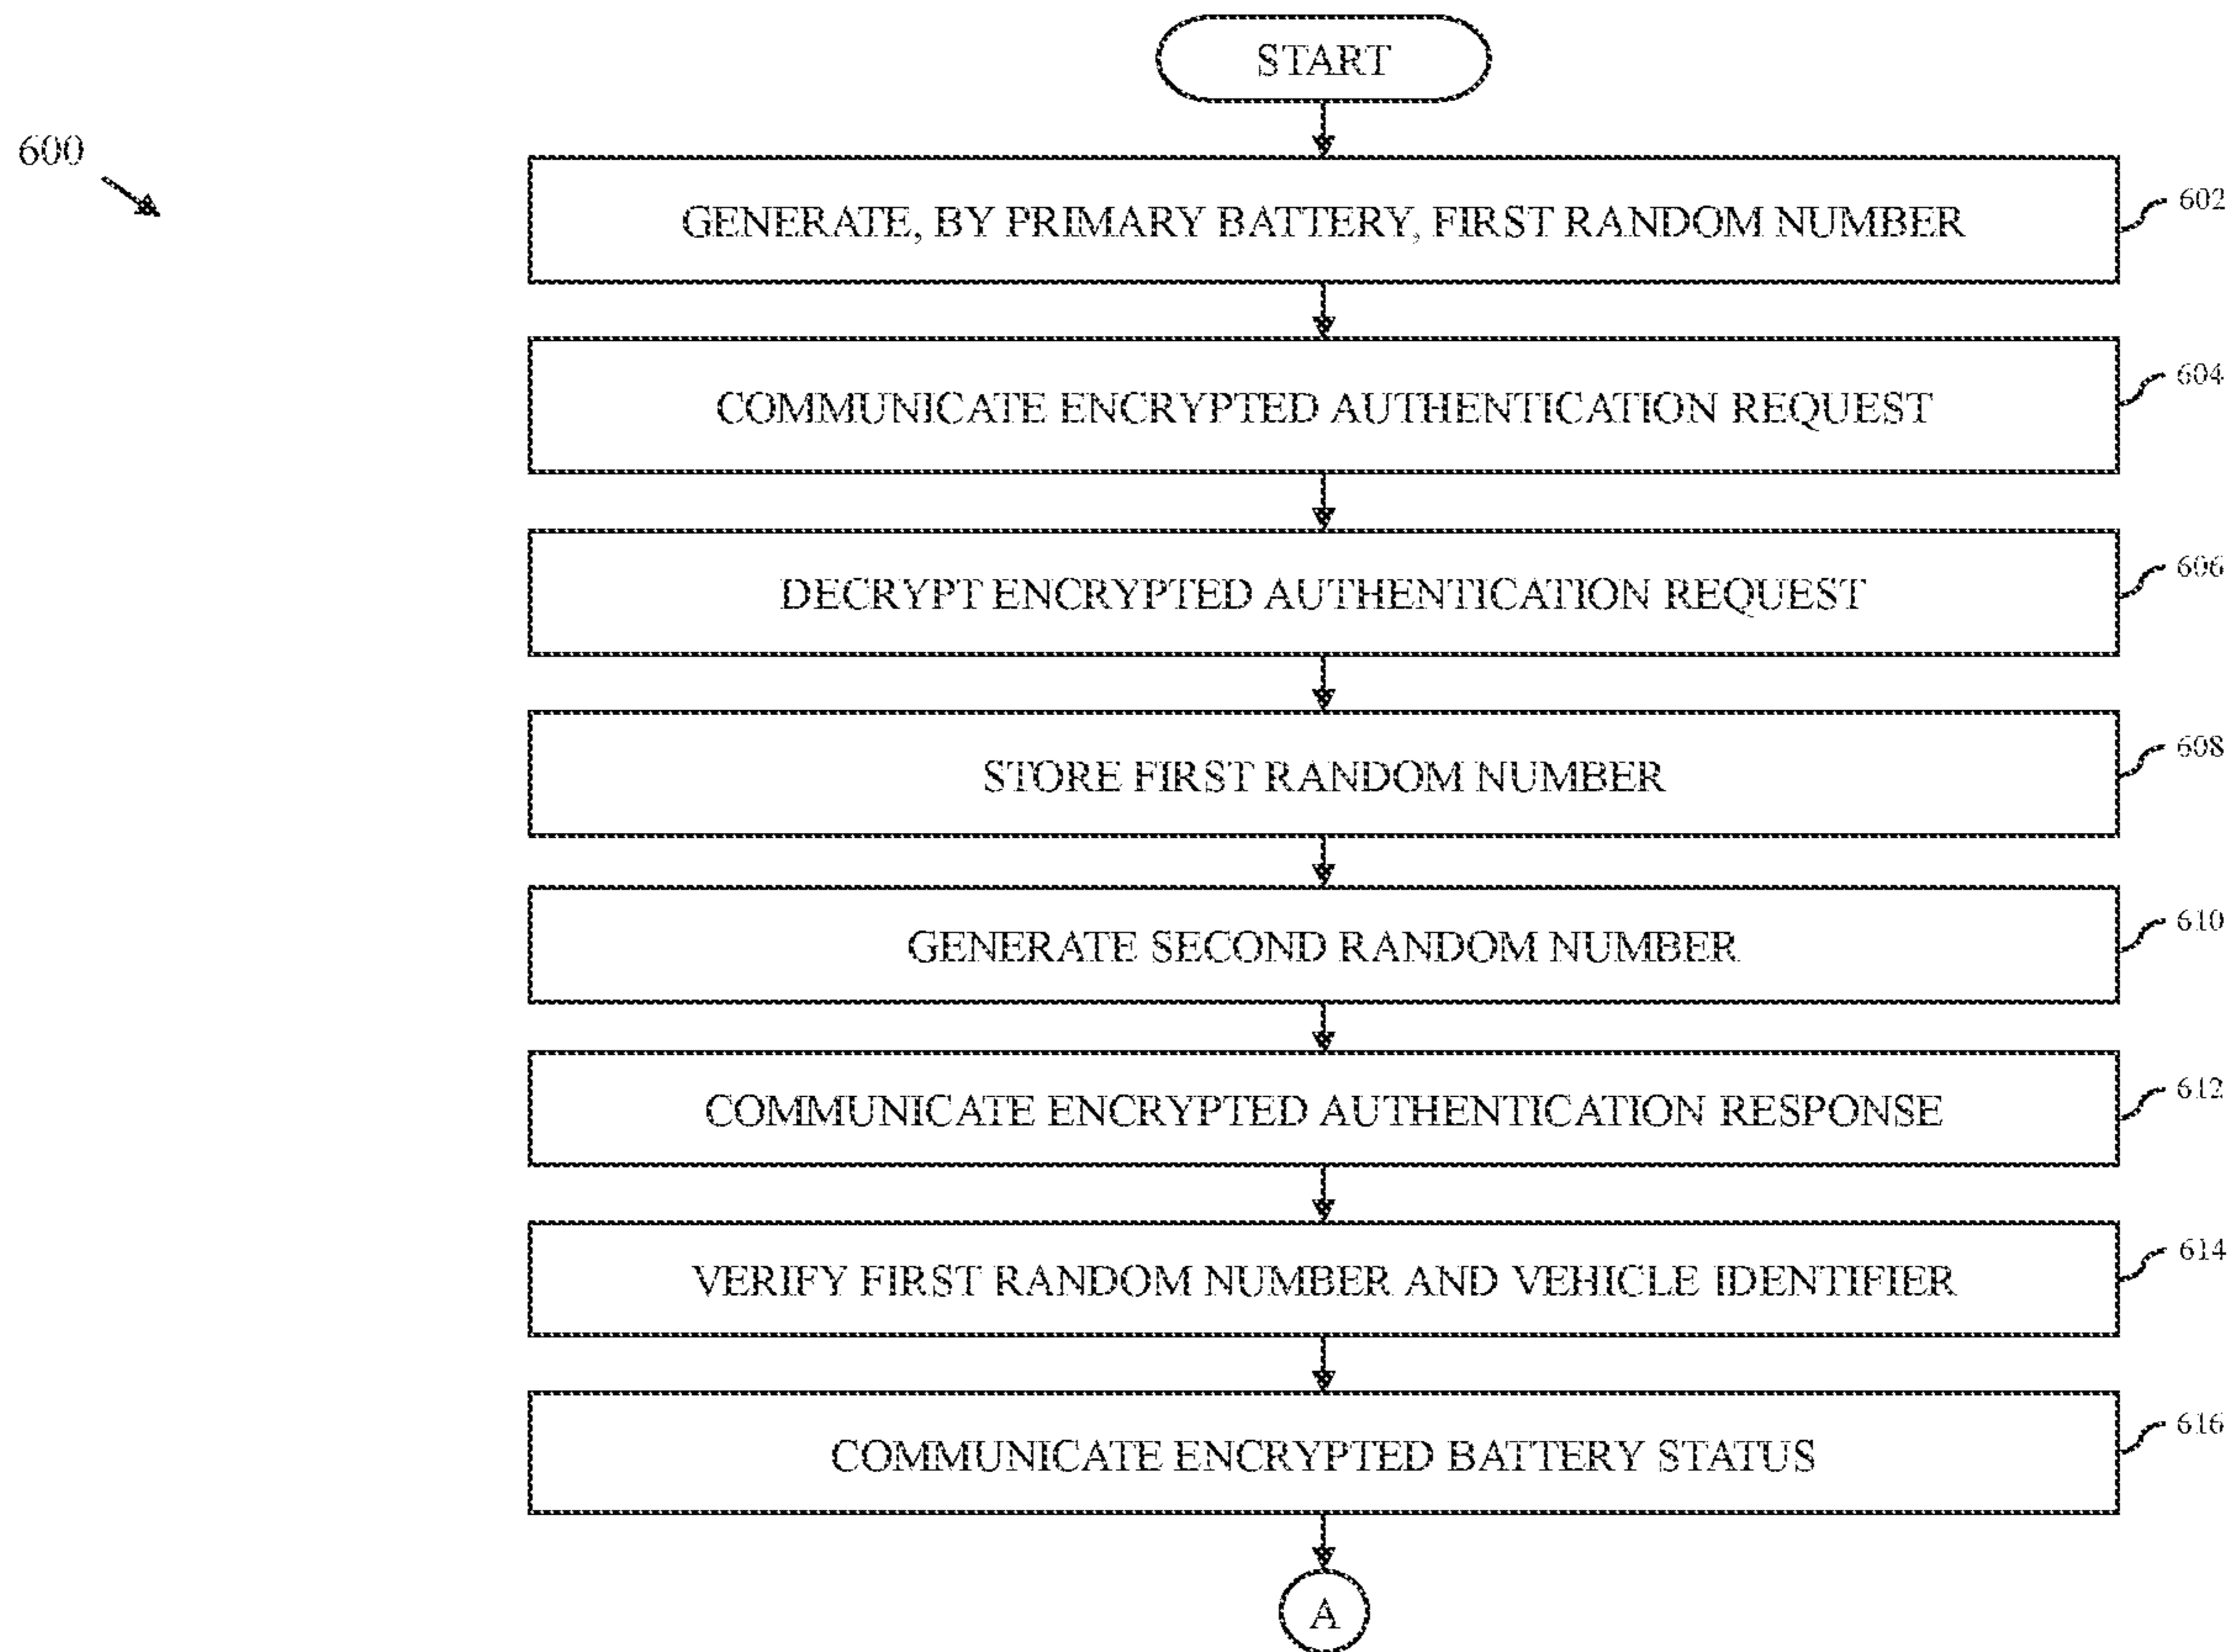 START
600
GENERATE, BY PRIMARY BATTERY, FIRST RANDOM NUMBER
602
COMMUNICATE ENCRYPTED AUTHENTICATION REQUEST
604
DECRYPT ENCRYPTED AUTHENTICATION REQUEST
606
STORE FIRST RANDOM NUMBER
608
GENERATE SECOND RANDOM NUMBER
610
COMMUNICATE ENCRYPTED AUTHENTICATION RESPONSE
612
VERIFY FIRST RANDOM NUMBER AND VEHICLE IDENTIFIER
614
COMMUNICATE ENCRYPTED BATTERY STATUS
616
A